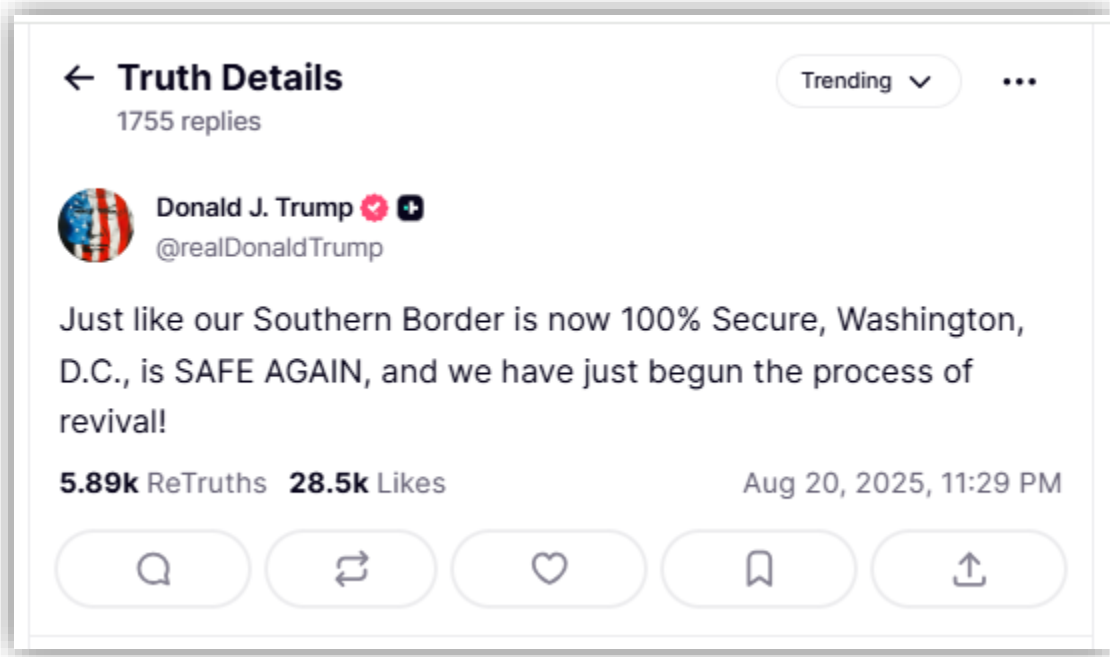 Truth Details
Trending
1755 replies
Donald J. Trump
@realDonaldTrump
Just like our Southern Border is now 100% Secure, Washington,
D.C., is SAFE AGAIN, and we have just begun the process of
revival!
5.89k ReTruths 28.5k Likes
Aug 20, 2025, 11:29 PM